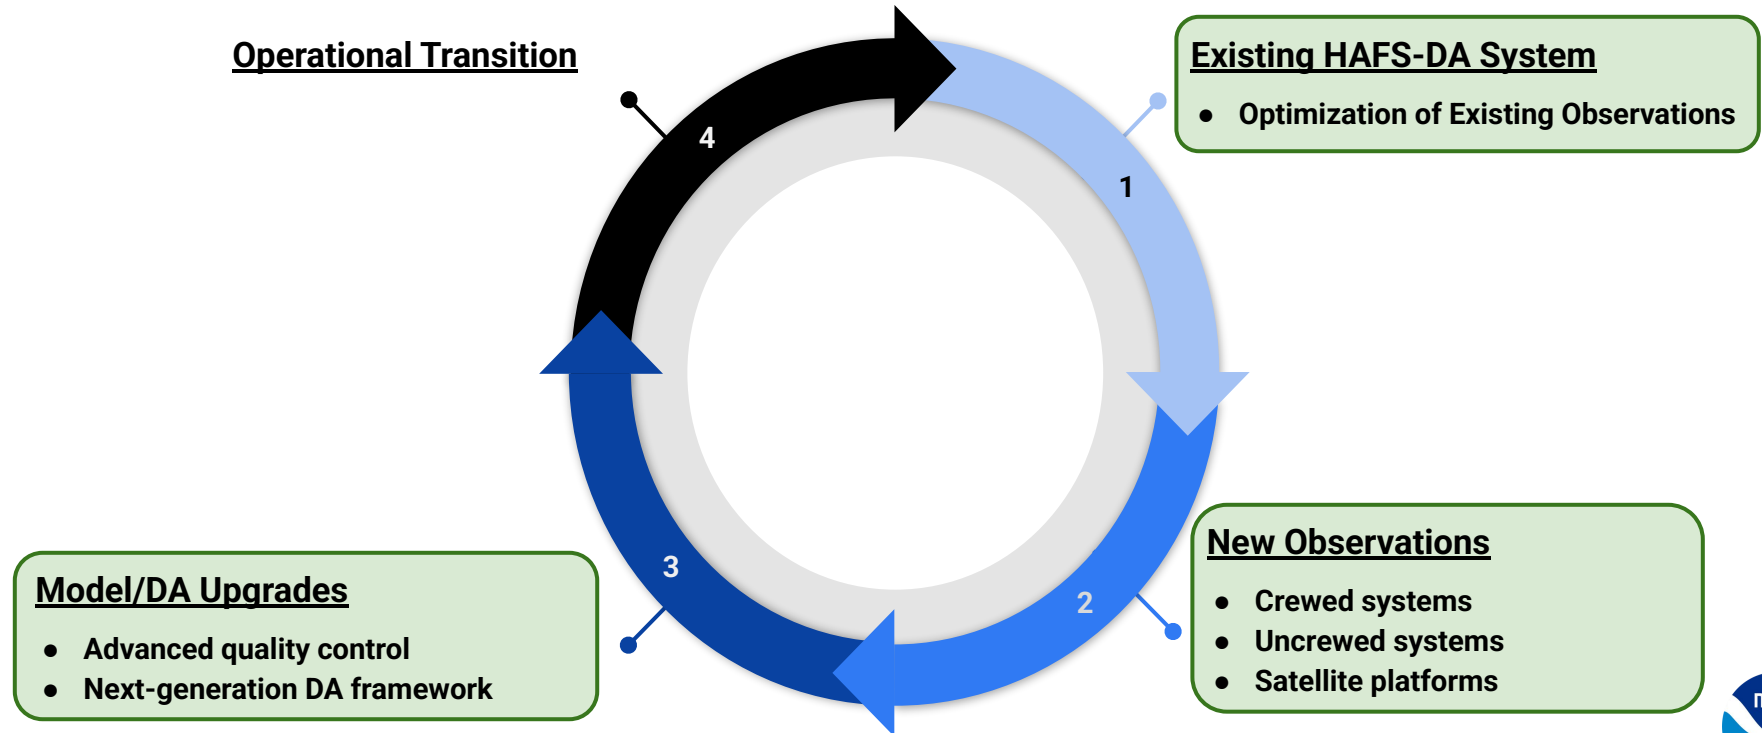 Operational Transition
Existing HAFS-DA System
● Optimization of Existing Observations
4
1
3
2
New Observations
● Crewed systems
● Uncrewed systems
● Satellite platforms
Model/DA Upgrades
● Advanced quality control
● Next-generation DA framework